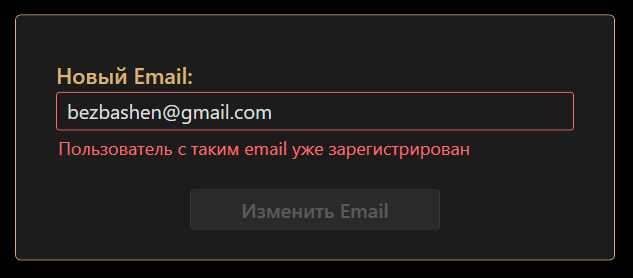 Новый Email:
bezbashen@gmail.com
Пользователь с таким email уже зарегистрирован
Изменить Email